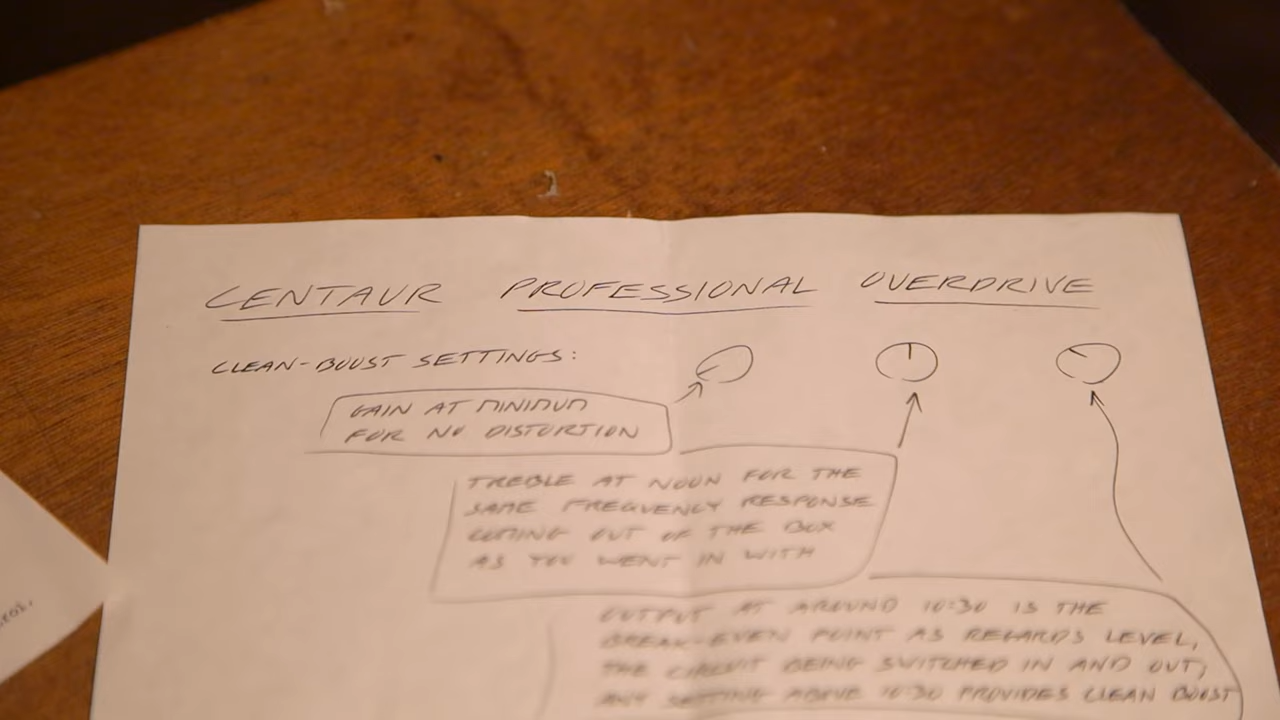 CENTAUR PROFESSIONAL OVERDRIVE
CLEAN-BOOST SETTINGS:
GAIN AT MINIMUM
FOR NO DISTORTION
TREBLE AT NOON FOR THE
SAME FREQUENCY RESPONSE
COMING OUT OF THE BOX
AS YOU WENT IN WITH
OUTPUT AT AROUND 10:30 IS THE
BREAK-EVEN POINT AS REGARDS LEVEL,
THE CIRCUIT BEING SWITCHED IN AND OUT;
ANY SETTING ABOVE 10:30 PROVIDES CLEAN BOOST